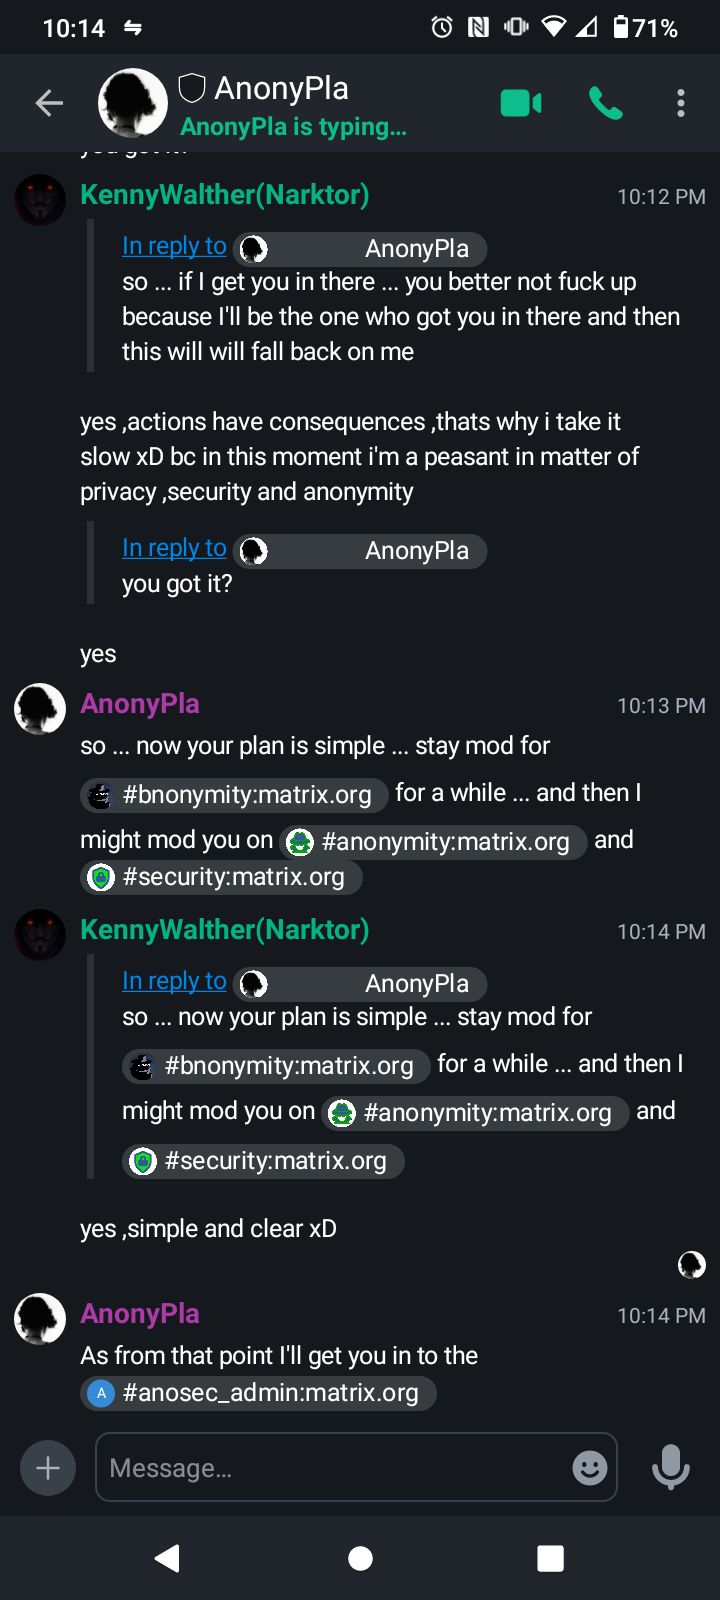 10:14
71%
AnonyPla
AnonyPla is typing...
you got it?
KennyWalther(Narktor) 10:12 PM
In reply to AnonyPla
so ... if I get you in there ... you better not fuck up
because I'll be the one who got you in there and then
this will will fall back on me
yes ,actions have consequences ,thats why i take it
slow xD bc in this moment i'm a peasant in matter of
privacy ,security and anonymity
In reply to AnonyPla
you got it?
yes
AnonyPla 10:13 PM
so ... now your plan is simple ... stay mod for
#bnonymity:matrix.org for a while ... and then I
might mod you on #anonymity:matrix.org and
#security:matrix.org
KennyWalther(Narktor) 10:14 PM
In reply to AnonyPla
so ... now your plan is simple ... stay mod for
#bnonymity:matrix.org for a while ... and then I
might mod you on #anonymity:matrix.org and
#security:matrix.org
yes ,simple and clear xD
AnonyPla 10:14 PM
As from that point I'll get you in to the
A #anosec_admin:matrix.org
Message...